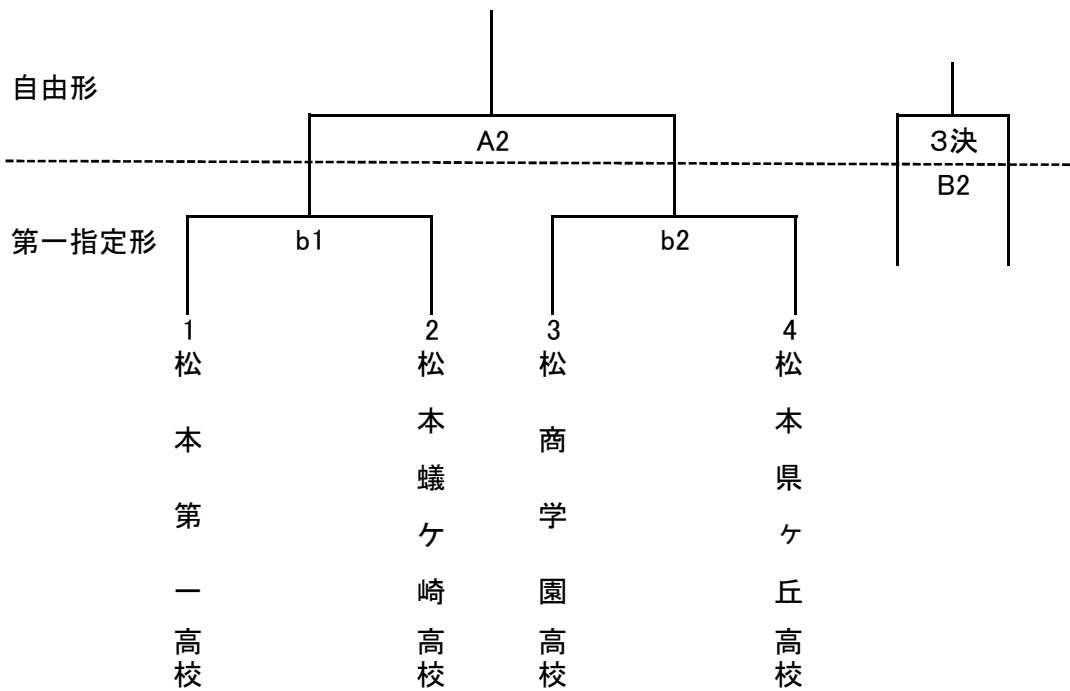 自由形
A2
3決
B2
第一指定形
b1
b2
1
松本第一高校
2
松本蟻ケ崎高校
3
松商学園高校
4
松本県ヶ丘高校